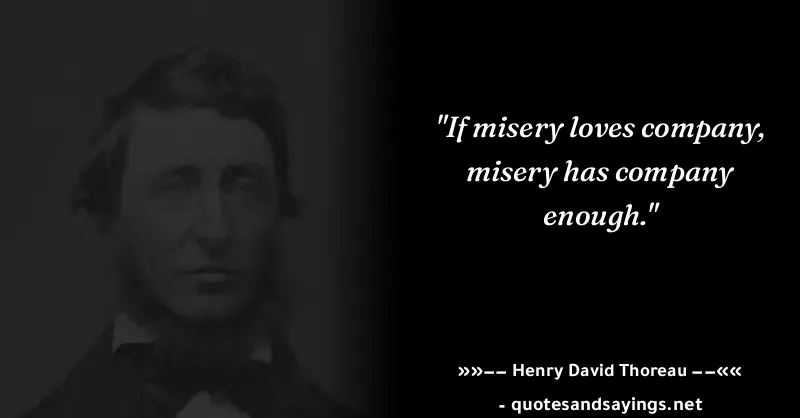 "If misery loves company,
misery has company
enough."
»»—— Henry David Thoreau ——««
- quotesandsayings.net